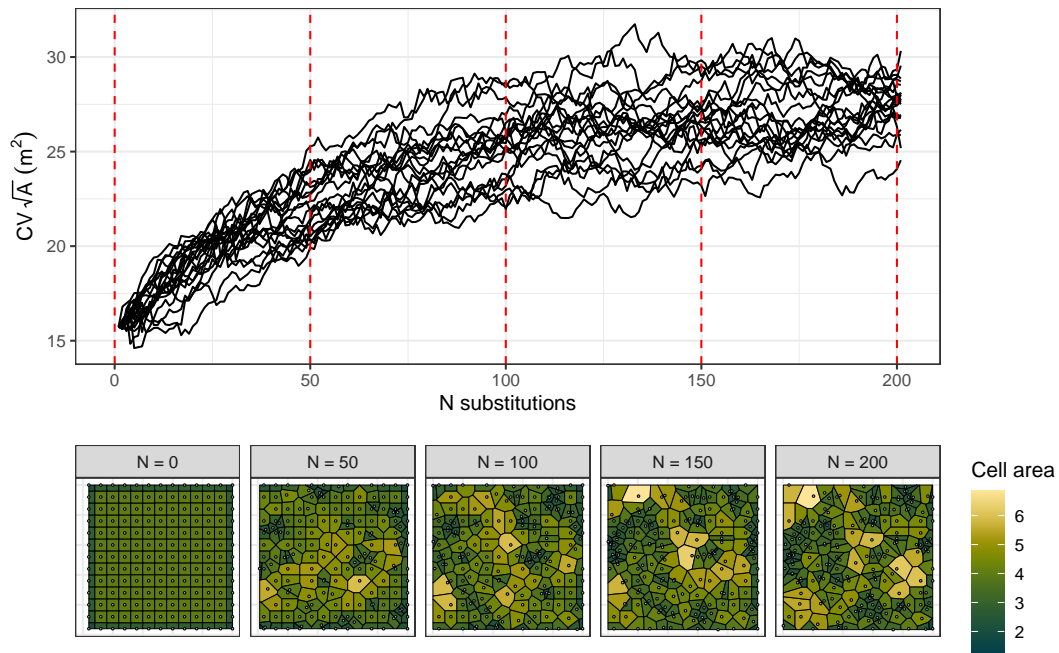 30
25
20
15
CV√A (m²)
0 50 100 150 200
N substitutions
N = 0 N = 50 N = 100 N = 150 N = 200
Cell area
6
5
4
3
2